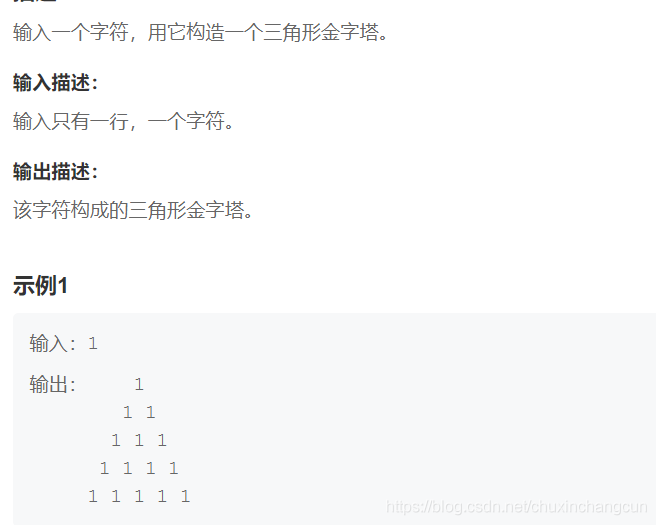 输入一个字符，用它构造一个三角形金字塔。
输入描述：
输入只有一行，一个字符。
输出描述：
该字符构成的三角形金字塔。
示例1
输入：1
输出：    1
   1 1
  1 1 1
 1 1 1 1
1 1 1 1 1
https://blog.csdn.net/chuxinchangcun